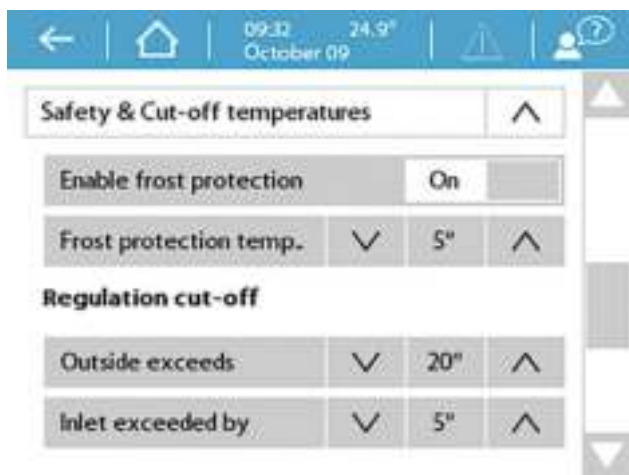 09:32 24.9°
October 09
?
Safety & Cut-off temperatures
Enable frost protection On
Frost protection temp. 5°
Regulation cut-off
Outside exceeds 20°
Inlet exceeded by 5°